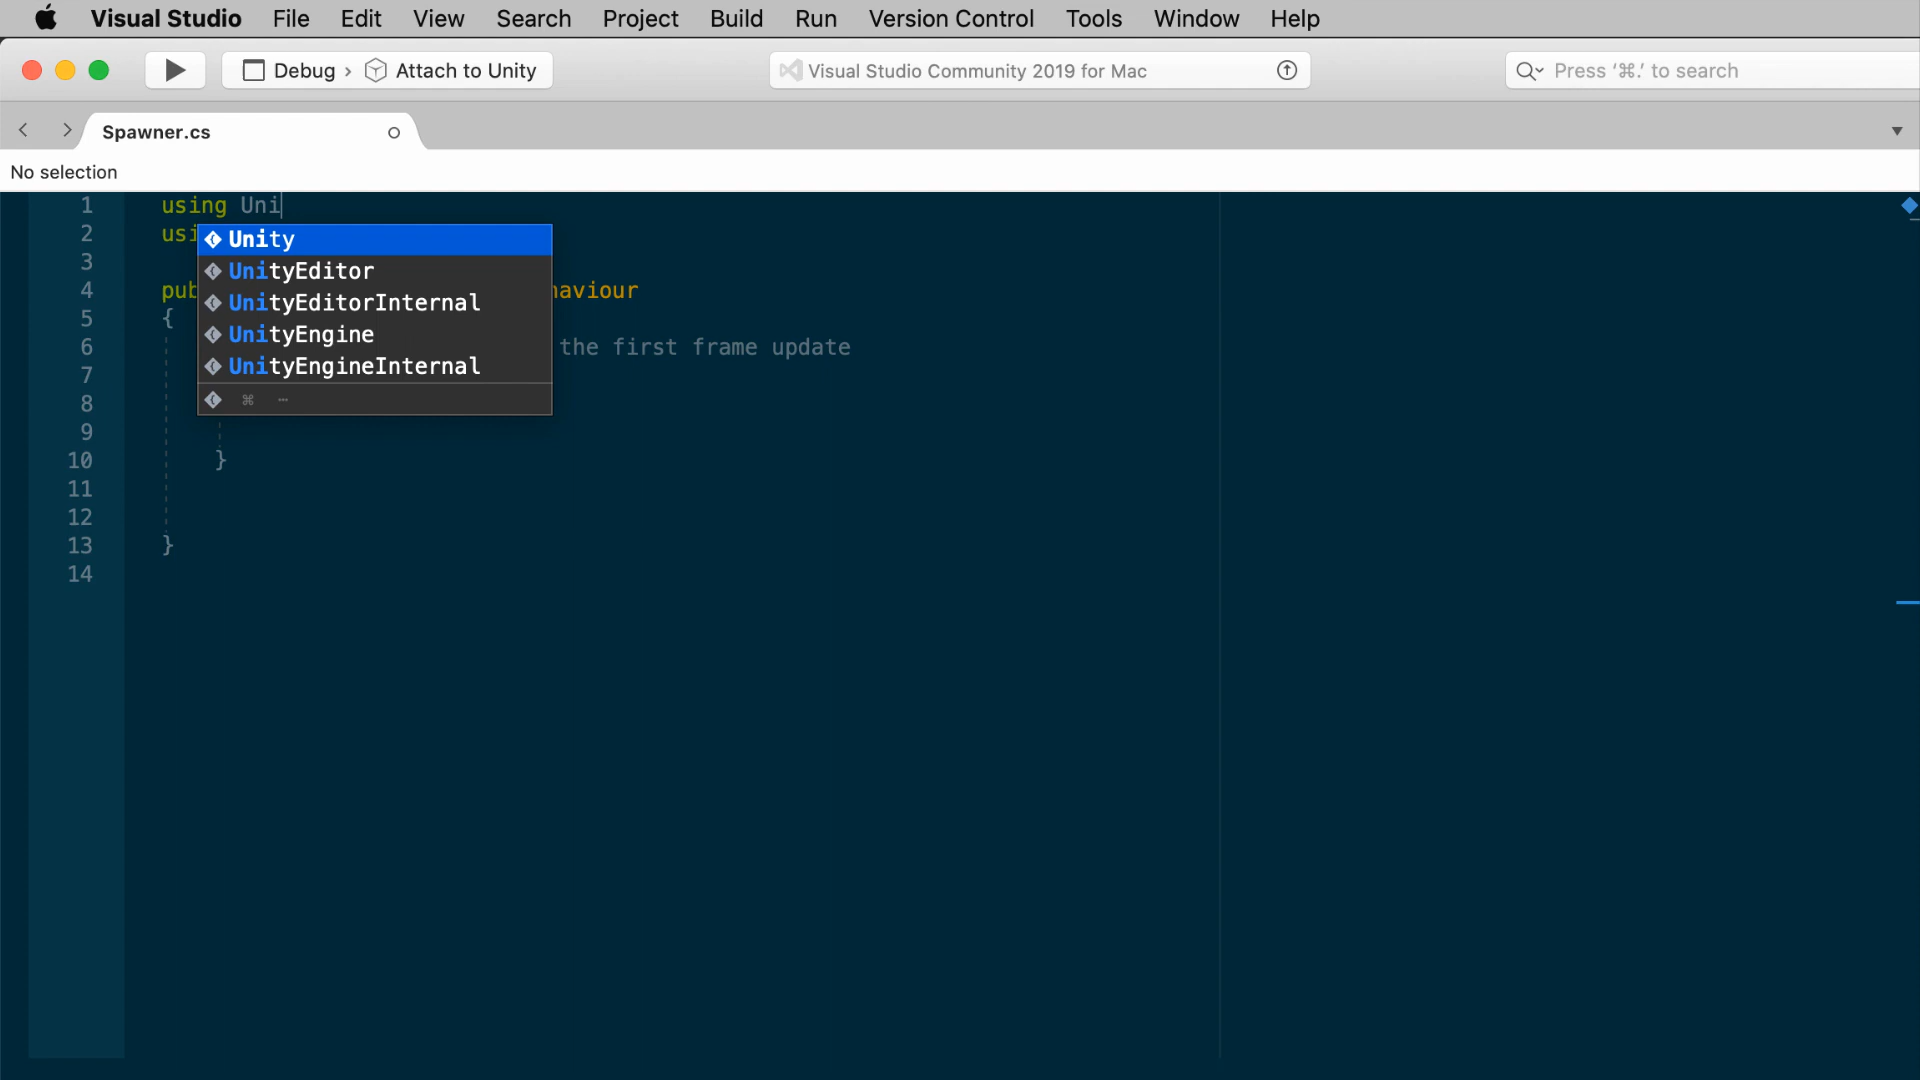 Visual Studio File Edit View Search Project Build Run Version Control Tools Window Help
Debug › Attach to Unity
Visual Studio Community 2019 for Mac
Press ‘⌘.’ to search
Spawner.cs
No selection
1 using Uni
2 usi
Unity
3
UnityEditor
4 pub haviour
UnityEditorInternal
5 {
UnityEngine
6 the first frame update
7
UnityEngineInternal
8
⌘ …
9
10 }
11
12
13 }
14